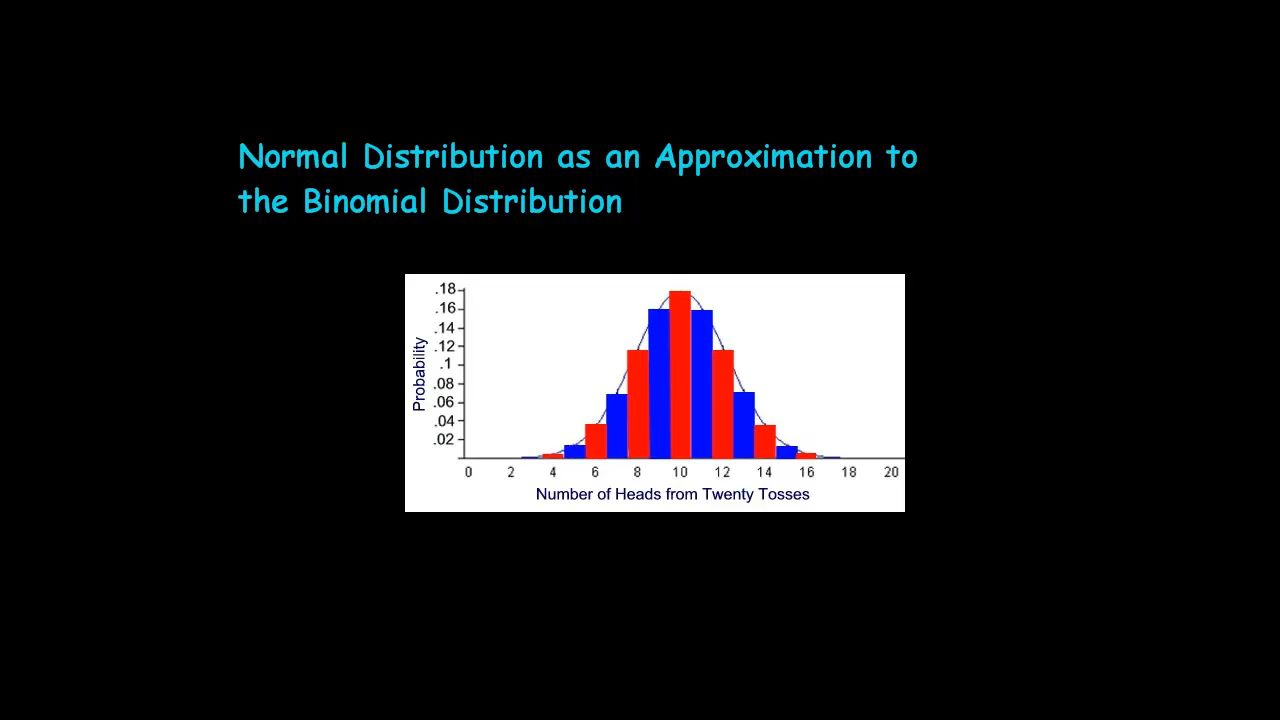 Normal Distribution as an Approximation to
the Binomial Distribution
.18
.16
.14
.12
.1
.08
.06
.04
.02
Probability
0 2 4 6 8 10 12 14 16 18 20
Number of Heads from Twenty Tosses